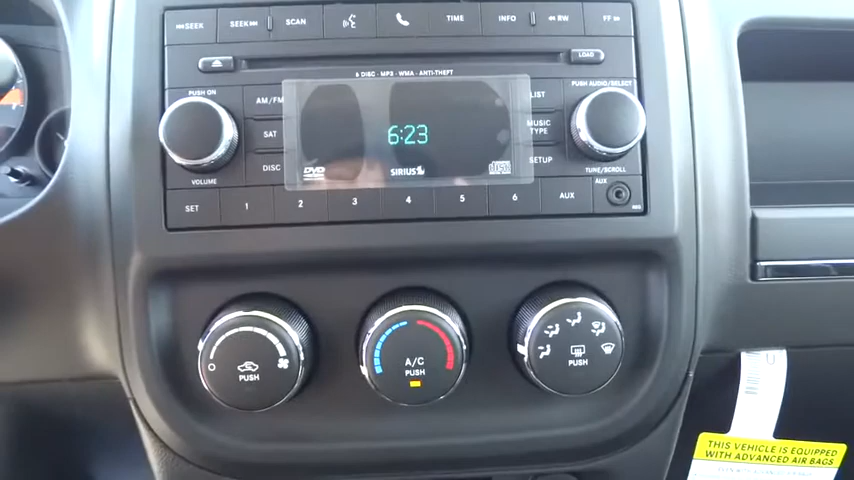 ⏮SEEK SEEK⏭ SCAN TIME INFO ◀◀RW FF▶▶
LOAD
6 DISC · MP3 · WMA · ANTI-THEFT
PUSH ON PUSH AUDIO/SELECT
AM/FM LIST
SAT 6:23 MUSIC
TYPE
DISC DVD SIRIUS disc SETUP
VOLUME TUNE/SCROLL
AUX
SET 1 2 3 4 5 6 AUX
PUSH
A/C
PUSH
PUSH
THIS VEHICLE IS EQUIPPED
WITH ADVANCED AIR BAGS